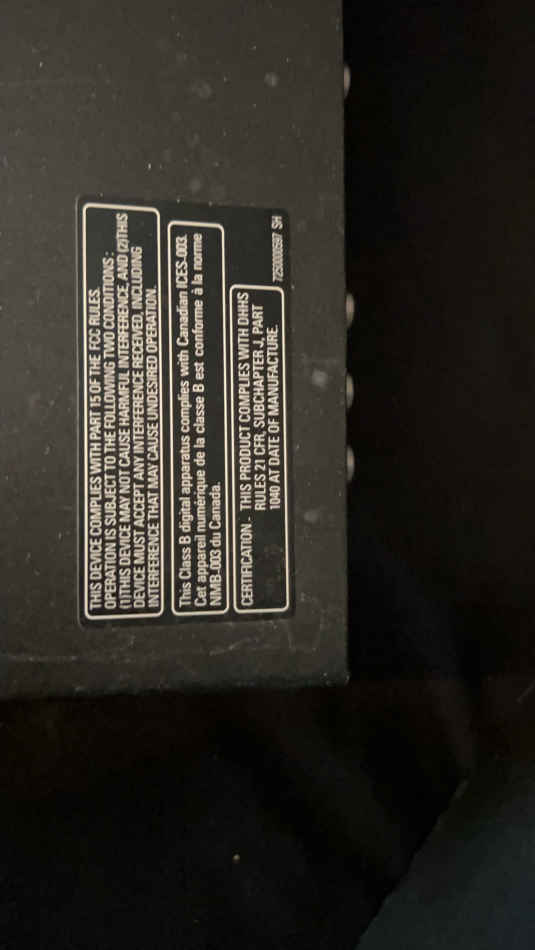 THIS DEVICE COMPLIES WITH PART 15 OF THE FCC RULES.
OPERATION IS SUBJECT TO THE FOLLOWING TWO CONDITIONS :
(1)THIS DEVICE MAY NOT CAUSE HARMFUL INTERFERENCE, AND (2)THIS
DEVICE MUST ACCEPT ANY INTERFERENCE RECEIVED, INCLUDING
INTERFERENCE THAT MAY CAUSE UNDESIRED OPERATION.
This Class B digital apparatus complies with Canadian ICES-003.
Cet appareil numérique de la classe B est conforme à la norme
NMB-003 du Canada.
CERTIFICATION - THIS PRODUCT COMPLIES WITH DHHS
RULES 21 CFR, SUBCHAPTER J, PART
1040 AT DATE OF MANUFACTURE.
SH